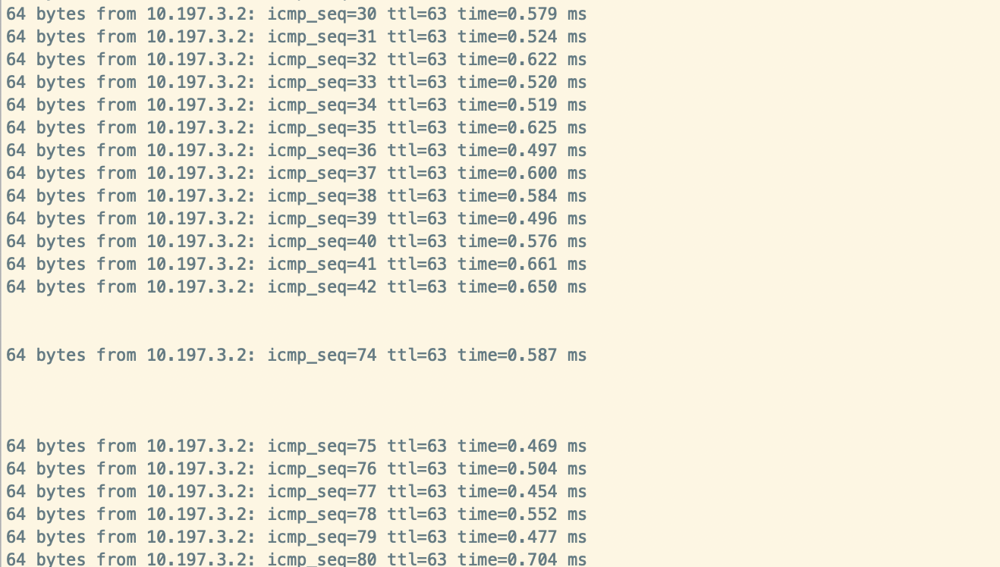 64 bytes from 10.197.3.2: icmp_seq=30 ttl=63 time=0.579 ms
64 bytes from 10.197.3.2: icmp_seq=31 ttl=63 time=0.524 ms
64 bytes from 10.197.3.2: icmp_seq=32 ttl=63 time=0.622 ms
64 bytes from 10.197.3.2: icmp_seq=33 ttl=63 time=0.520 ms
64 bytes from 10.197.3.2: icmp_seq=34 ttl=63 time=0.519 ms
64 bytes from 10.197.3.2: icmp_seq=35 ttl=63 time=0.625 ms
64 bytes from 10.197.3.2: icmp_seq=36 ttl=63 time=0.497 ms
64 bytes from 10.197.3.2: icmp_seq=37 ttl=63 time=0.600 ms
64 bytes from 10.197.3.2: icmp_seq=38 ttl=63 time=0.584 ms
64 bytes from 10.197.3.2: icmp_seq=39 ttl=63 time=0.496 ms
64 bytes from 10.197.3.2: icmp_seq=40 ttl=63 time=0.576 ms
64 bytes from 10.197.3.2: icmp_seq=41 ttl=63 time=0.661 ms
64 bytes from 10.197.3.2: icmp_seq=42 ttl=63 time=0.650 ms
64 bytes from 10.197.3.2: icmp_seq=74 ttl=63 time=0.587 ms
64 bytes from 10.197.3.2: icmp_seq=75 ttl=63 time=0.469 ms
64 bytes from 10.197.3.2: icmp_seq=76 ttl=63 time=0.504 ms
64 bytes from 10.197.3.2: icmp_seq=77 ttl=63 time=0.454 ms
64 bytes from 10.197.3.2: icmp_seq=78 ttl=63 time=0.552 ms
64 bytes from 10.197.3.2: icmp_seq=79 ttl=63 time=0.477 ms
64 bytes from 10.197.3.2: icmp_seq=80 ttl=63 time=0.704 ms